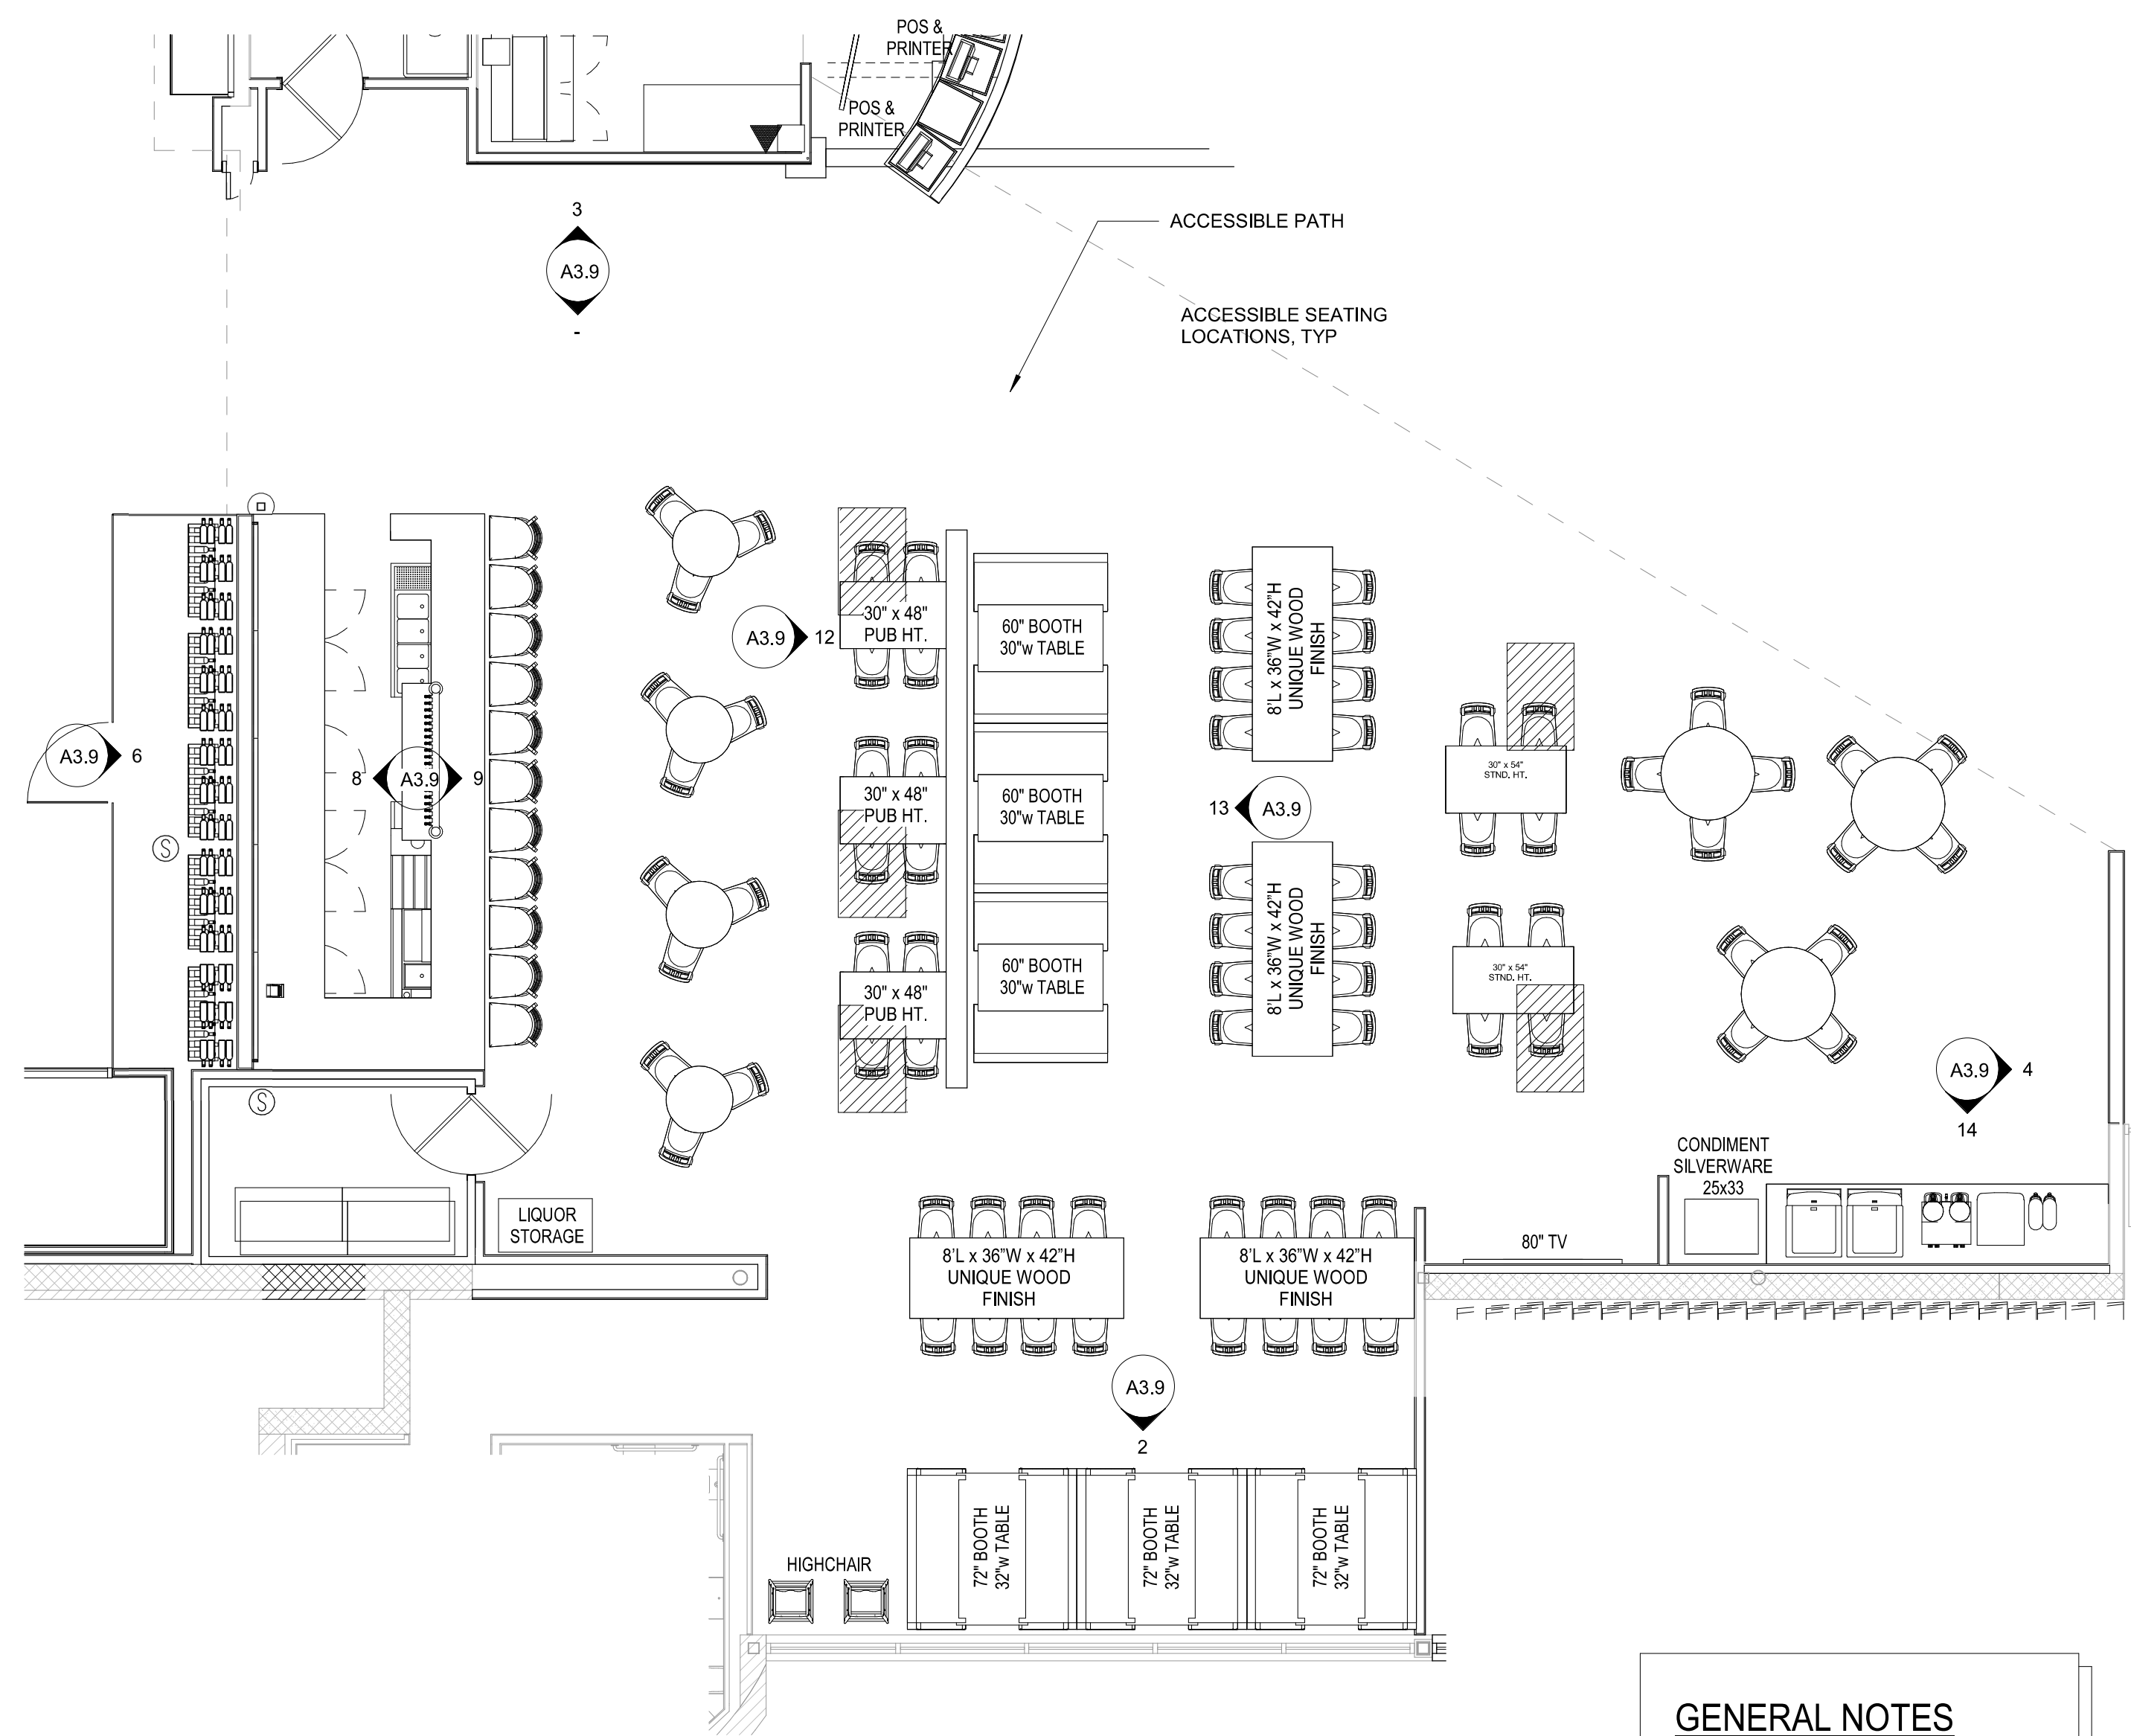 POS &
PRINTER
POS &
PRINTER
3
A3.9
-
ACCESSIBLE PATH
ACCESSIBLE SEATING
LOCATIONS, TYP
30" x 48"
PUB HT.
A3.9
12
60" BOOTH
30"w TABLE
8'L x 36"W x 42"H
UNIQUE WOOD
FINISH
A3.9
6
8
A3.9
9
30" x 48"
PUB HT.
60" BOOTH
30"w TABLE
13
A3.9
30" x 54"
STND. HT.
S
30" x 48"
PUB HT.
60" BOOTH
30"w TABLE
8'L x 36"W x 42"H
UNIQUE WOOD
FINISH
30" x 54"
STND. HT.
A3.9
4
14
S
LIQUOR
STORAGE
8'L x 36"W x 42"H
UNIQUE WOOD
FINISH
8'L x 36"W x 42"H
UNIQUE WOOD
FINISH
80" TV
CONDIMENT
SILVERWARE
25x33
A3.9
2
HIGHCHAIR
72" BOOTH
32"w TABLE
72" BOOTH
32"w TABLE
72" BOOTH
32"w TABLE
GENERAL NOTES